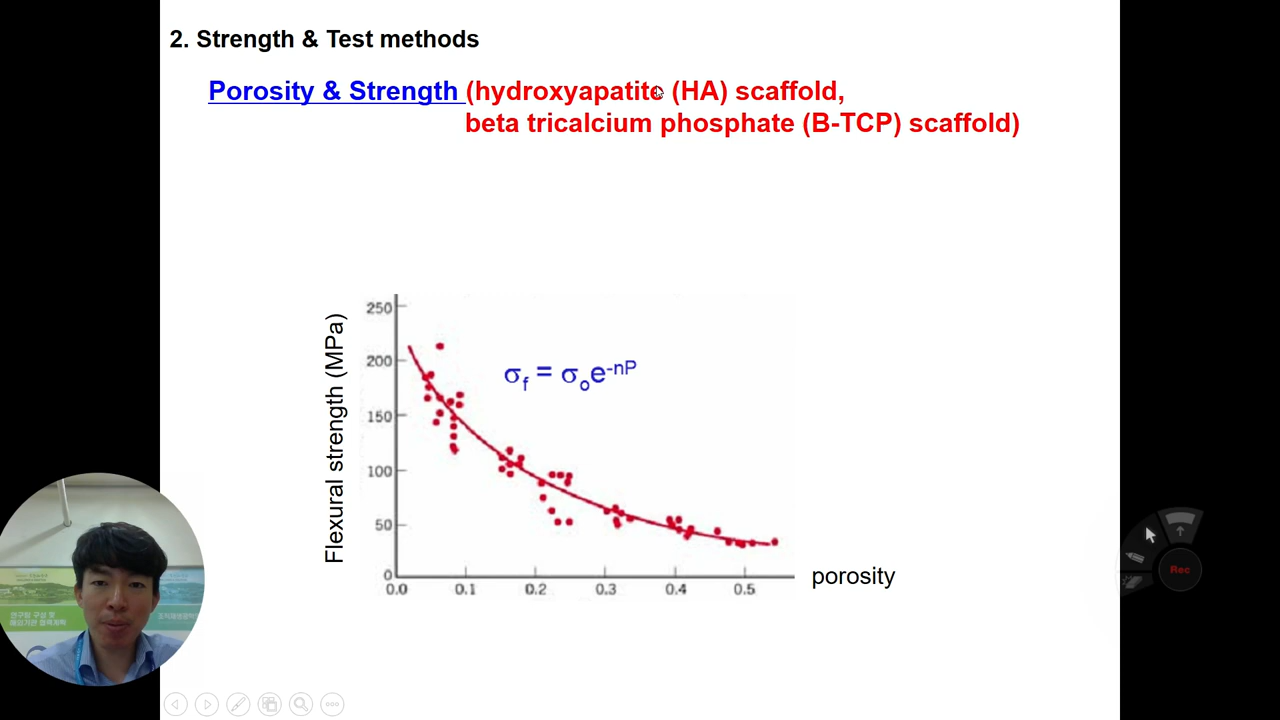 2. Strength & Test methods
Porosity & Strength (hydroxyapatite (HA) scaffold,
beta tricalcium phosphate (B-TCP) scaffold)
Flexural strength (MPa)
250
200
150
100
50
0
0.0 0.1 0.2 0.3 0.4 0.5
porosity
σf = σoe-nP
Rec